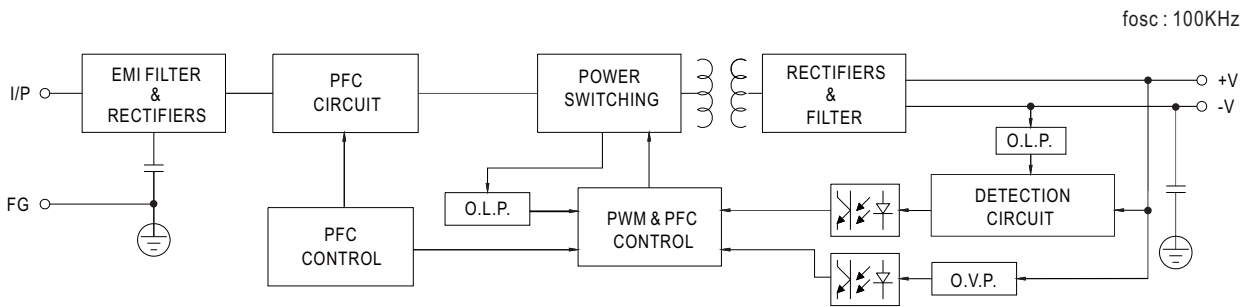 fosc : 100KHz
I/P
EMI FILTER
&
RECTIFIERS
PFC
CIRCUIT
POWER
SWITCHING
RECTIFIERS
&
FILTER
+V
-V
O.L.P.
FG
O.L.P.
DETECTION
CIRCUIT
PFC
CONTROL
PWM & PFC
CONTROL
O.V.P.